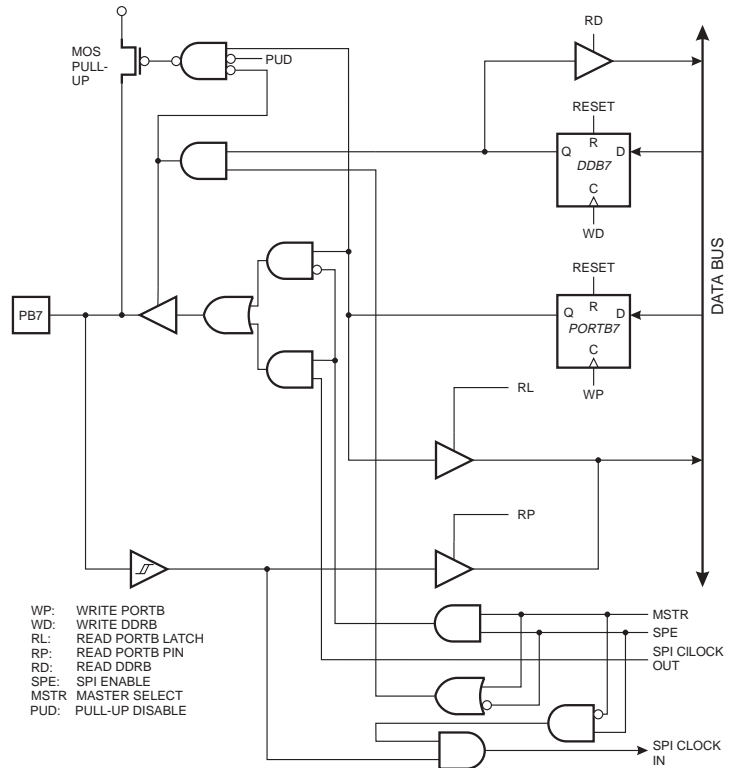 RD
MOS
PULL-
UP
PUD
RESET
R
Q
D
DDB7
C
WD
RESET
R
Q
D
PORTB7
C
WP
DATA BUS
PB7
RL
RP
WP: WRITE PORTB
WD: WRITE DDRB
RL: READ PORTB LATCH
RP: READ PORTB PIN
RD: READ DDRB
SPE: SPI ENABLE
MSTR MASTER SELECT
PUD: PULL-UP DISABLE
MSTR
SPE
SPI CILOCK
OUT
SPI CLOCK
IN